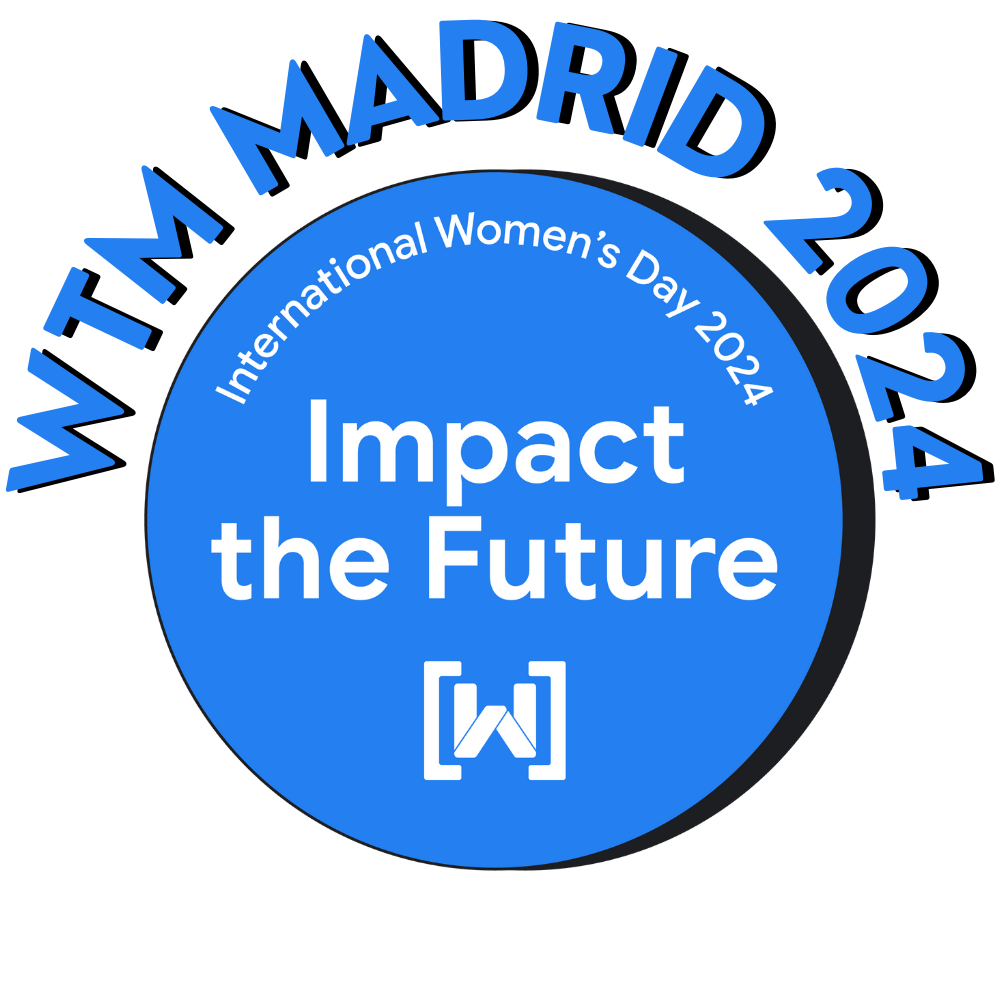 WTM MADRID 2024
International Women’s Day 2024
Impact
the Future
[W]